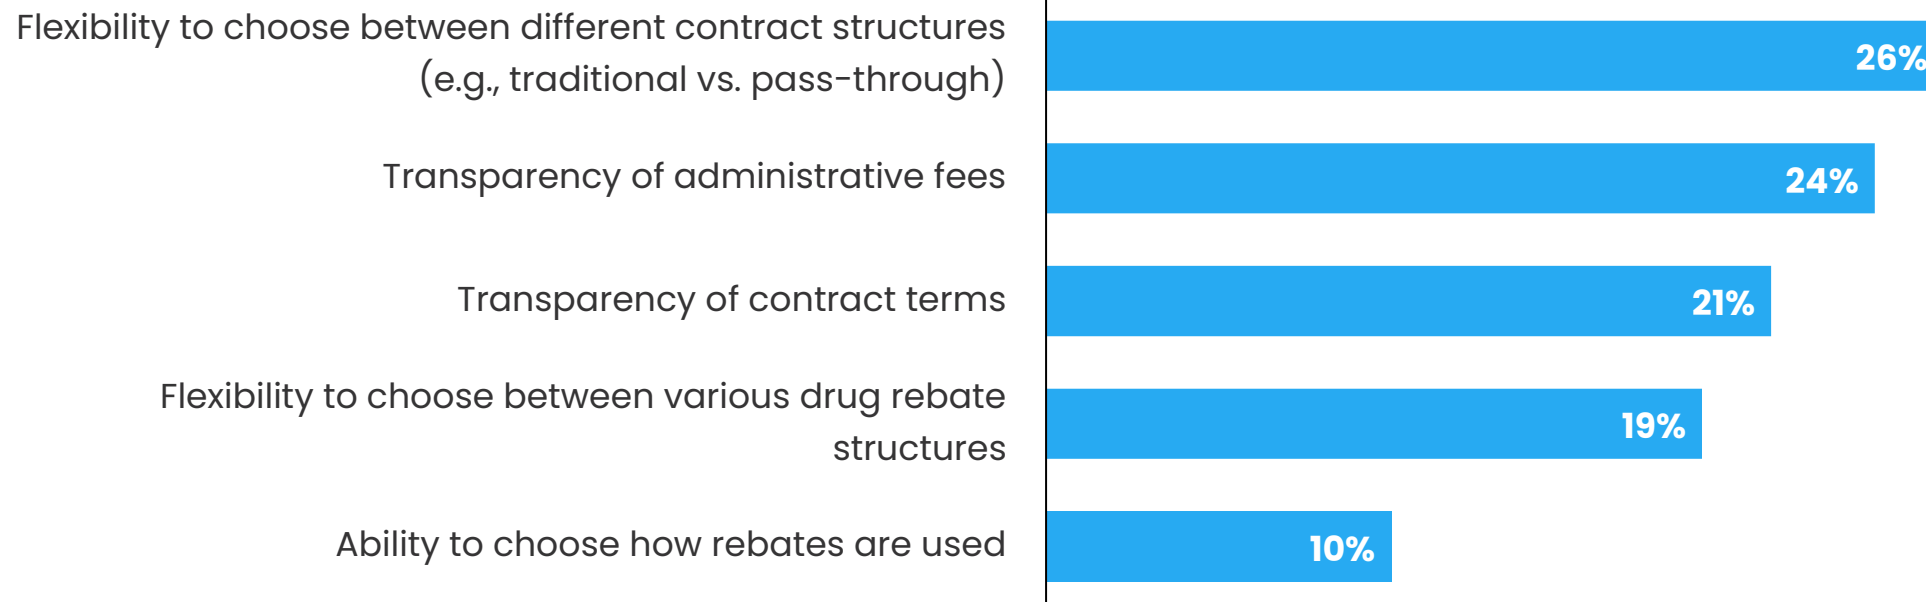 Flexibility to choose between different contract structures
(e.g., traditional vs. pass-through)
26%
Transparency of administrative fees
24%
Transparency of contract terms
21%
Flexibility to choose between various drug rebate
structures
19%
Ability to choose how rebates are used
10%